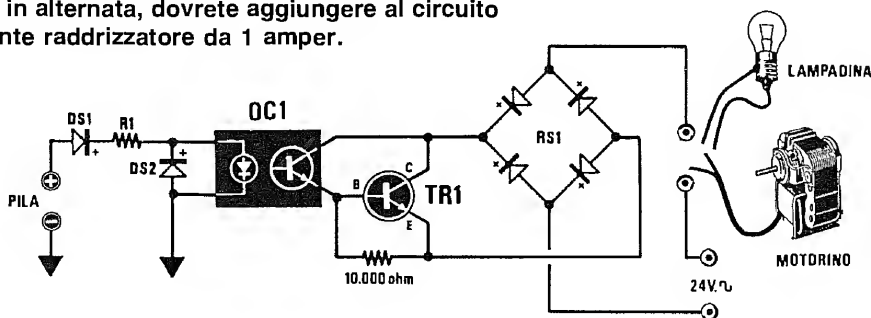 in alternata, dovrete aggiungere al circuito
nte raddrizzatore da 1 amper.
LAMPADINA
OC1
DS1
R1
RS1
DS2
B
C
TR1
PILA
E
10.000 ohm
MOTORINO
24V.